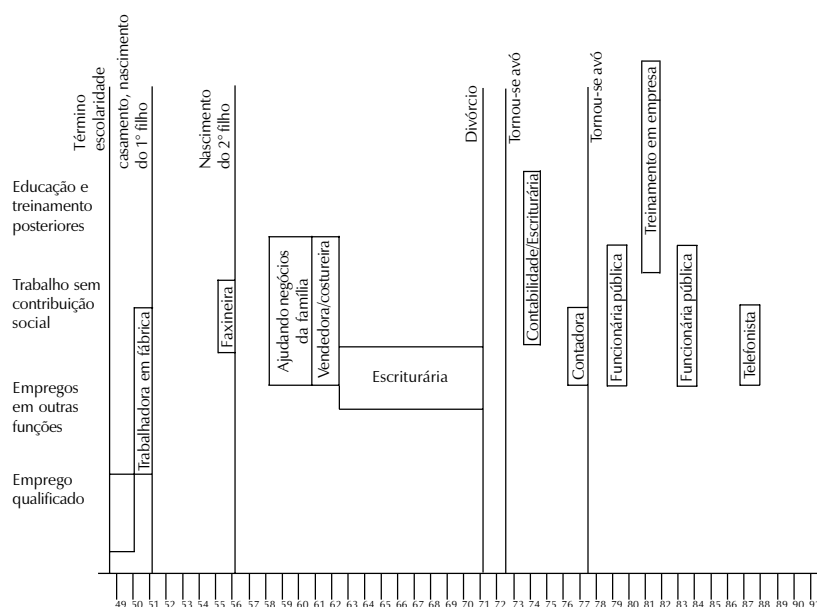 Término
escolaridade
casamento, nascimento
do 1º filho
Nascimento
do 2º filho
Divórcio
Tornou-se avó
Tornou-se avó
Educação e
treinamento
posteriores
Trabalho sem
contribuição
social
Empregos
em outras
funções
Emprego
qualificado
Trabalhadora em fábrica
Faxineira
Ajudando negócios
da família
Vendedora/costureira
Escriturária
Contabilidade/Escriturária
Contadora
Funcionária pública
Treinamento em empresa
Funcionária pública
Telefonista
49 50 51 52 53 54 55 56 57 58 59 60 61 62 63 64 65 66 67 68 69 70 71 72 73 74 75 76 77 78 79 80 81 82 83 84 85 86 87 88 89 90